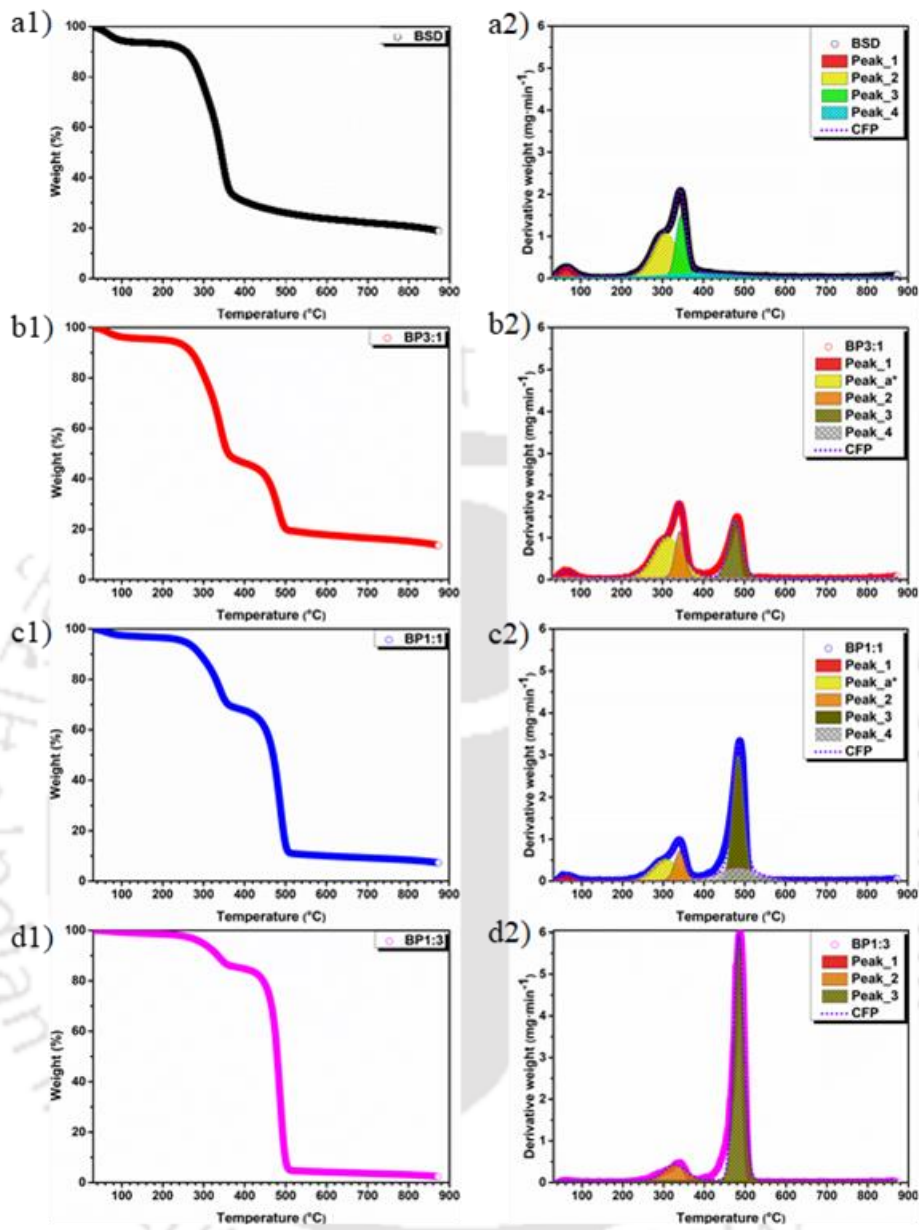 a1)
100
80
60
40
20
0
Weight (%)
BSD
100 200 300 400 500 600 700 800 900
Temperature (°C)
a2)
6
5
4
3
2
1
0
Derivative weight (mg·min⁻¹)
BSD
Peak_1
Peak_2
Peak_3
Peak_4
CFP
100 200 300 400 500 600 700 800 900
Temperature (°C)
b1)
100
80
60
40
20
0
Weight (%)
BP3:1
100 200 300 400 500 600 700 800 900
Temperature (°C)
b2)
6
5
4
3
2
1
0
Derivative weight (mg·min⁻¹)
BP3:1
Peak_1
Peak_a*
Peak_2
Peak_3
Peak_4
CFP
100 200 300 400 500 600 700 800 900
Temperature (°C)
c1)
100
80
60
40
20
0
Weight (%)
BP1:1
100 200 300 400 500 600 700 800 900
Temperature (°C)
c2)
6
5
4
3
2
1
0
Derivative weight (mg·min⁻¹)
BP1:1
Peak_1
Peak_a*
Peak_2
Peak_3
Peak_4
CFP
100 200 300 400 500 600 700 800 900
Temperature (°C)
d1)
100
80
60
40
20
0
Weight (%)
BP1:3
100 200 300 400 500 600 700 800 900
Temperature (°C)
d2)
6
5
4
3
2
1
0
Derivative weight (mg·min⁻¹)
BP1:3
Peak_1
Peak_2
Peak_3
CFP
100 200 300 400 500 600 700 800 900
Temperature (°C)